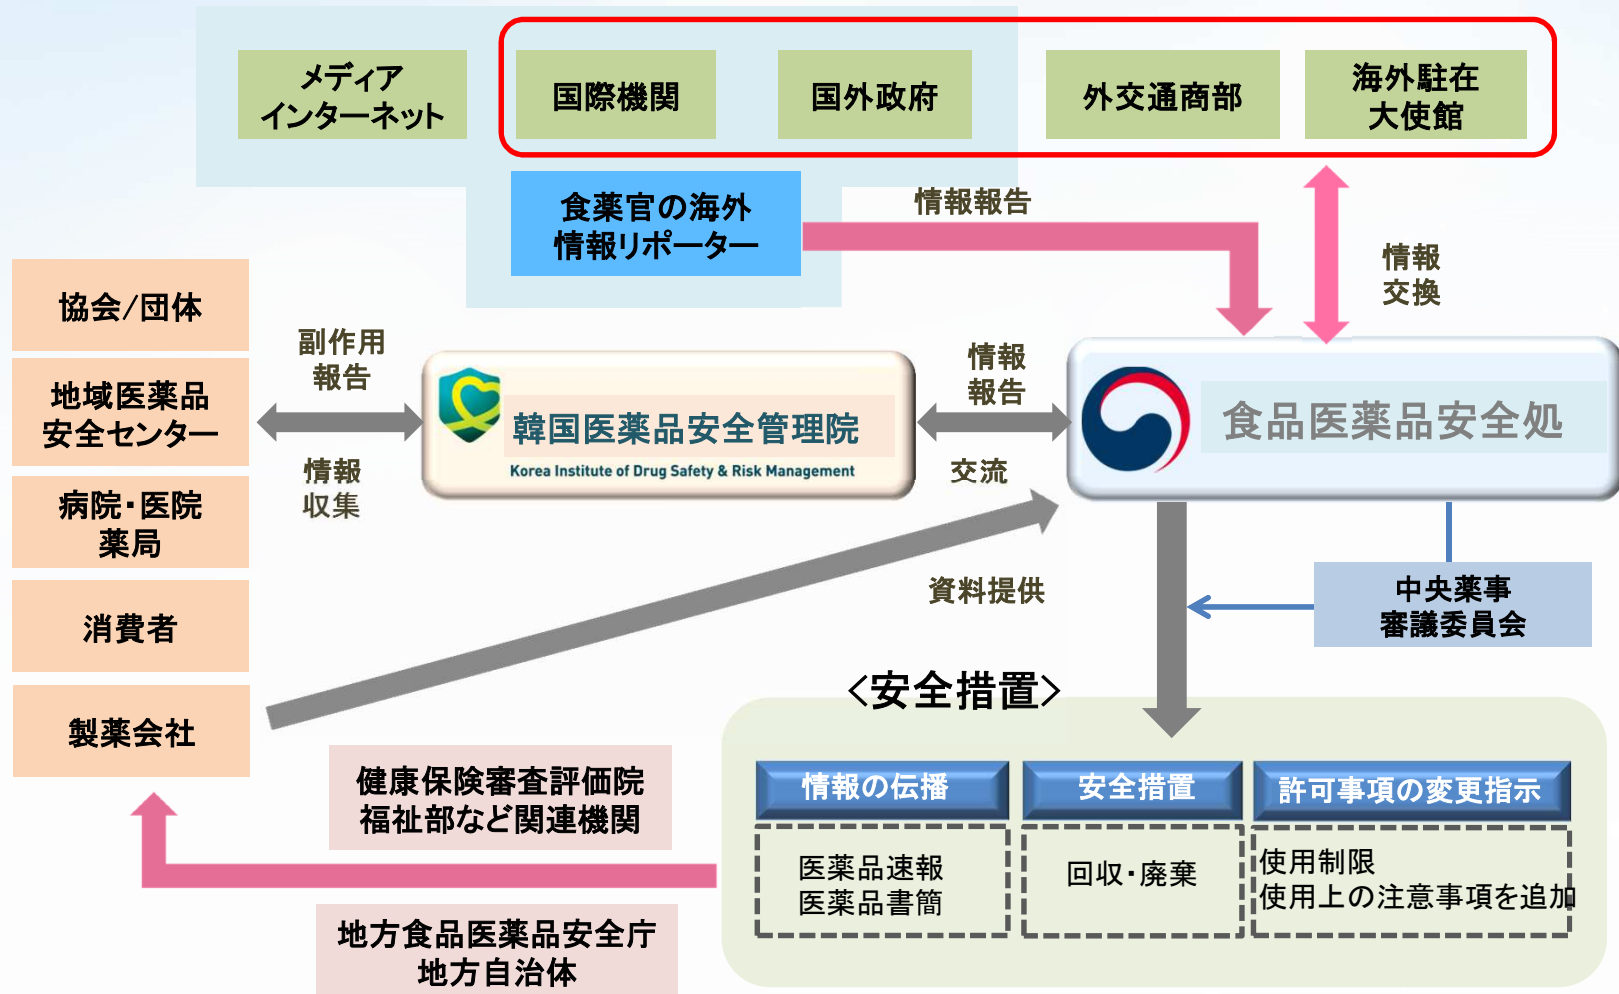 メディア
インターネット
国際機関
国外政府
外交通商部
海外駐在
大使館
食薬官の海外
情報リポーター
情報報告
情報
交換
協会/団体
地域医薬品
安全センター
病院・医院
薬局
消費者
製薬会社
副作用
報告
情報
収集
韓国医薬品安全管理院
Korea Institute of Drug Safety & Risk Management
情報
報告
交流
食品医薬品安全処
資料提供
中央薬事
審議委員会
<安全措置>
情報の伝播
医薬品速報
医薬品書簡
安全措置
回収・廃棄
許可事項の変更指示
使用制限
使用上の注意事項を追加
健康保険審査評価院
福祉部など関連機関
地方食品医薬品安全庁
地方自治体